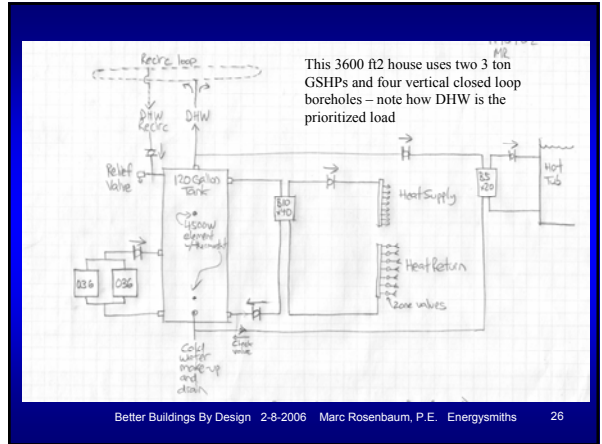 This 3600 ft2 house uses two 3 ton
GSHPs and four vertical closed loop
boreholes – note how DHW is the
prioritized load
MR
Recirc loop
DHW
Recirc
DHW
Relief
Valve
120 Gallon
Tank
4500W
element
w/thermostat
036
036
B10
x40
Heat Supply
Heat Return
zone valves
B5
x20
Hot
Tub
Check
valve
Cold
water
make-up
and
drain
Better Buildings By Design 2-8-2006 Marc Rosenbaum, P.E. Energysmiths 26